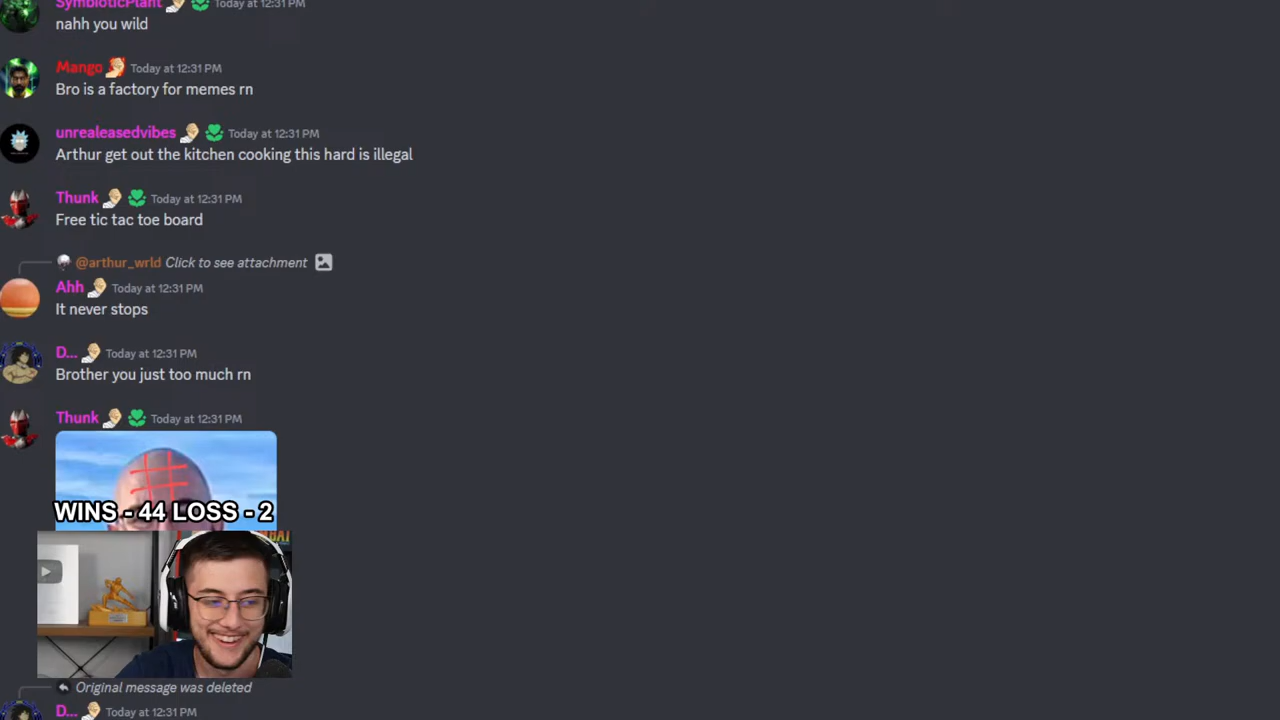 SymbioticPlant Today at 12:31 PM
nahh you wild
Mango Today at 12:31 PM
Bro is a factory for memes rn
unrealeasedvibes Today at 12:31 PM
Arthur get out the kitchen cooking this hard is illegal
Thunk Today at 12:31 PM
Free tic tac toe board
@arthur_wrld Click to see attachment
Ahh Today at 12:31 PM
It never stops
D... Today at 12:31 PM
Brother you just too much rn
Thunk Today at 12:31 PM
WINS - 44 LOSS - 2
Original message was deleted
D... Today at 12:31 PM